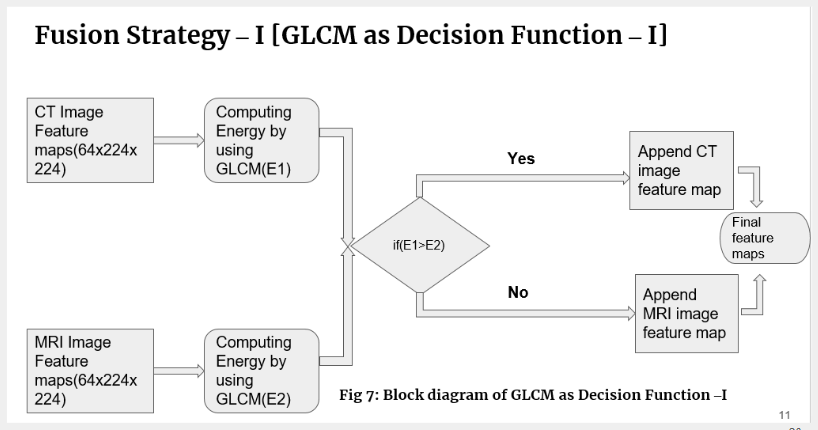 Fusion Strategy – I [GLCM as Decision Function – I]
CT Image
Feature
maps(64x224x
224)
Computing
Energy by
using
GLCM(E1)
Yes
Append CT
image
feature map
if(E1>E2)
Final
feature
maps
No
Append
MRI image
feature map
MRI Image
Feature
maps(64x224x
224)
Computing
Energy by
using
GLCM(E2)
Fig 7: Block diagram of GLCM as Decision Function –I
11